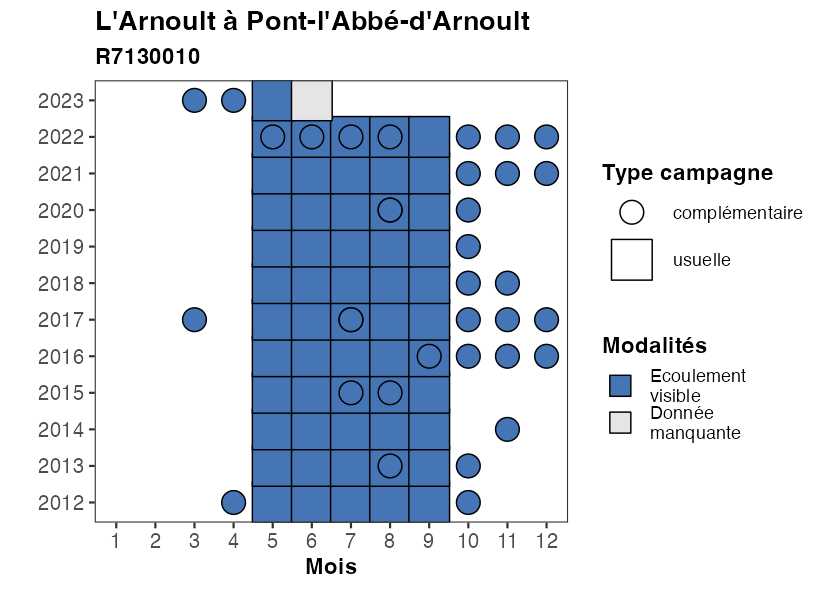 L'Arnoult à Pont-l'Abbé-d'Arnoult
R7130010
2023
2022
2021
2020
2019
2018
2017
2016
2015
2014
2013
2012
1 2 3 4 5 6 7 8 9 10 11 12
Mois
Type campagne
complémentaire
usuelle
Modalités
Ecoulement
visible
Donnée
manquante